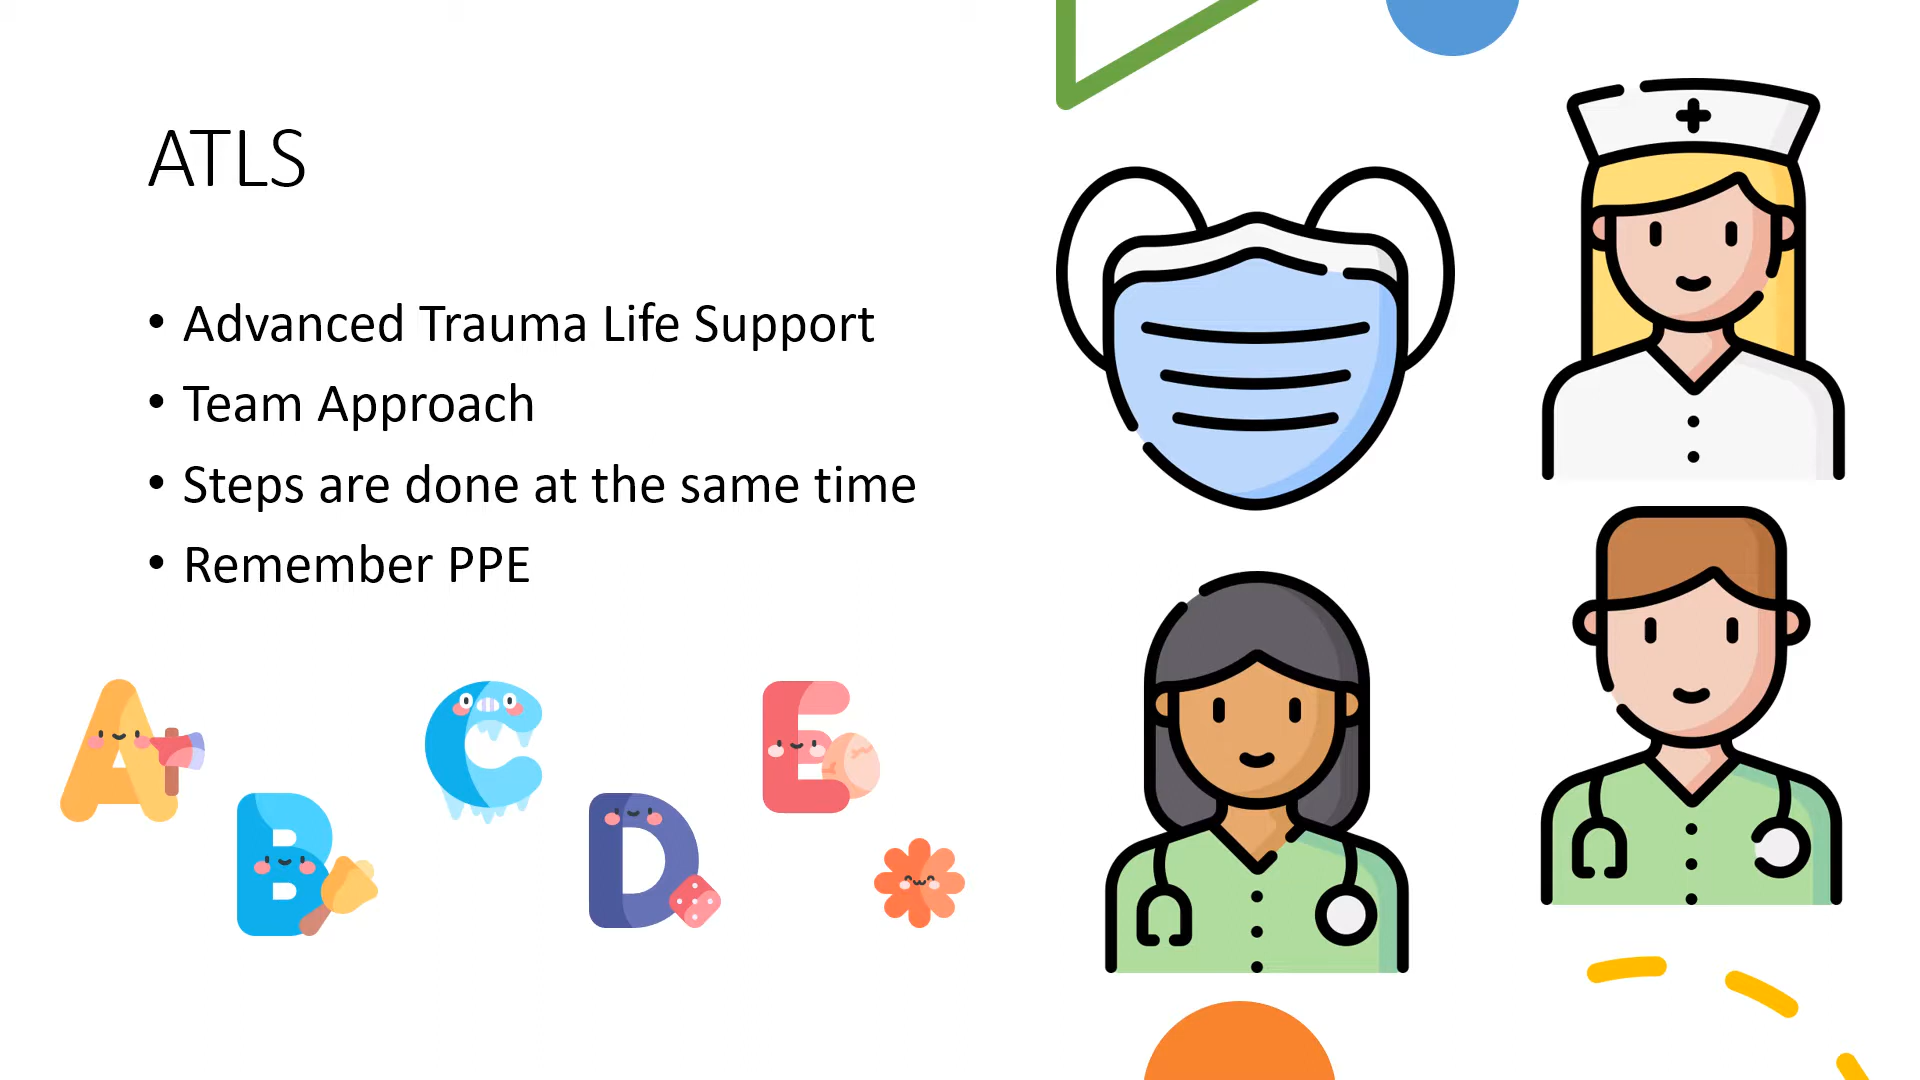 ATLS
• Advanced Trauma Life Support
• Team Approach
• Steps are done at the same time
• Remember PPE
A
B
C
D
E
*